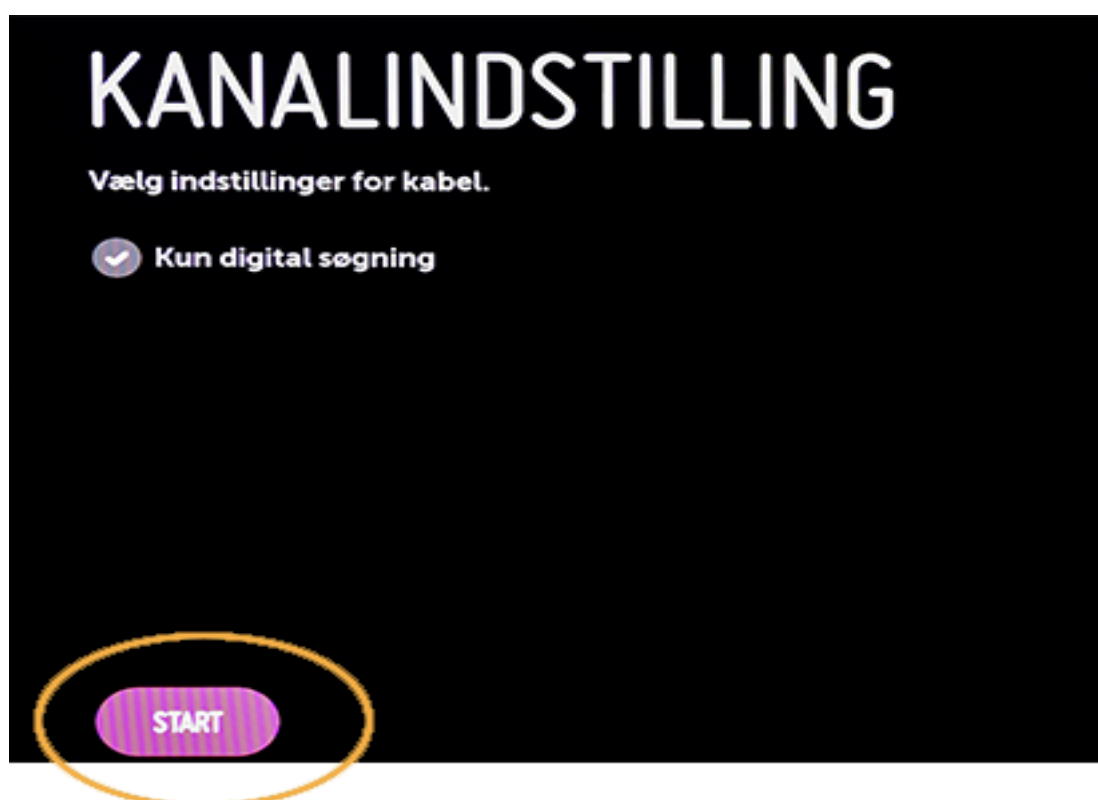 KANALINDSTILLING
Vælg indstillinger for kabel.
Kun digital søgning
START